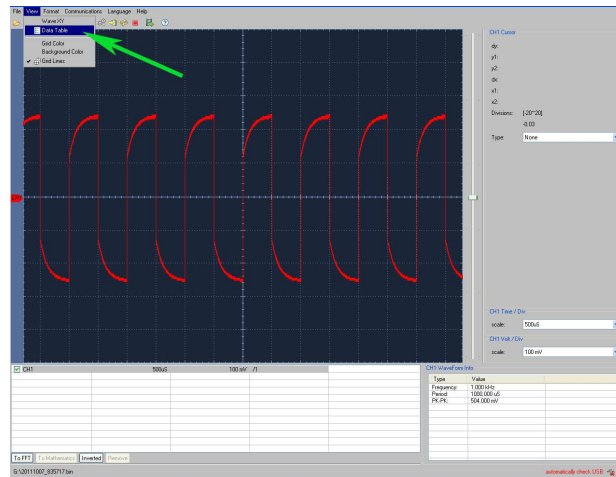 File View Format Communications Language Help
Wave XY
Data Table
Grid Color
Background Color
Grid Lines
CH1 Cursor
dy:
y1:
y2:
dx:
x1:
x2:
Divisions: [-20~20]
-0.03
Type: None
CH1 Time / Div
scale: 500uS
CH1 Volt / Div
scale: 100 mV
CH1 500uS 100 mV /1
CH1 WaveForm Info
Type Value
Frequency: 1.000 kHz
Period: 1000.000 uS
PK-PK: 504.000 mV
To FFT To Mathematics Inverted Remove
G:\20111007_835717.bin
automatically check USB: